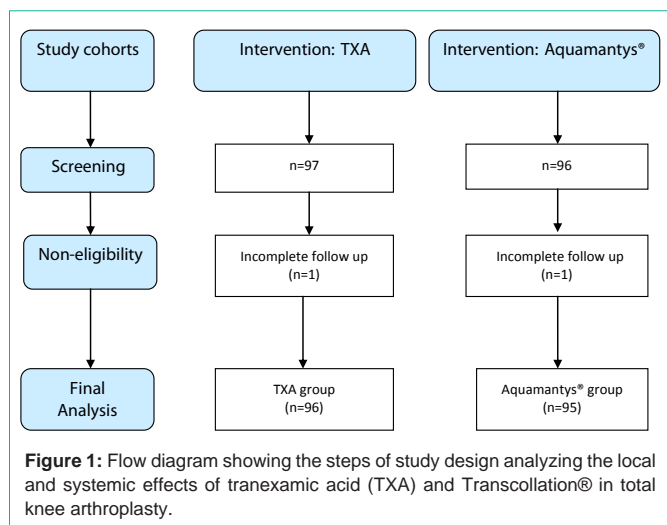 Study cohorts
Intervention: TXA
Intervention: Aquamantys®
Screening
n=97
n=96
Non-eligibility
Incomplete follow up
(n=1)
Incomplete follow up
(n=1)
Final
Analysis
TXA group
(n=96)
Aquamantys® group
(n=95)
Figure 1: Flow diagram showing the steps of study design analyzing the local
and systemic effects of tranexamic acid (TXA) and Transcollation® in total
knee arthroplasty.